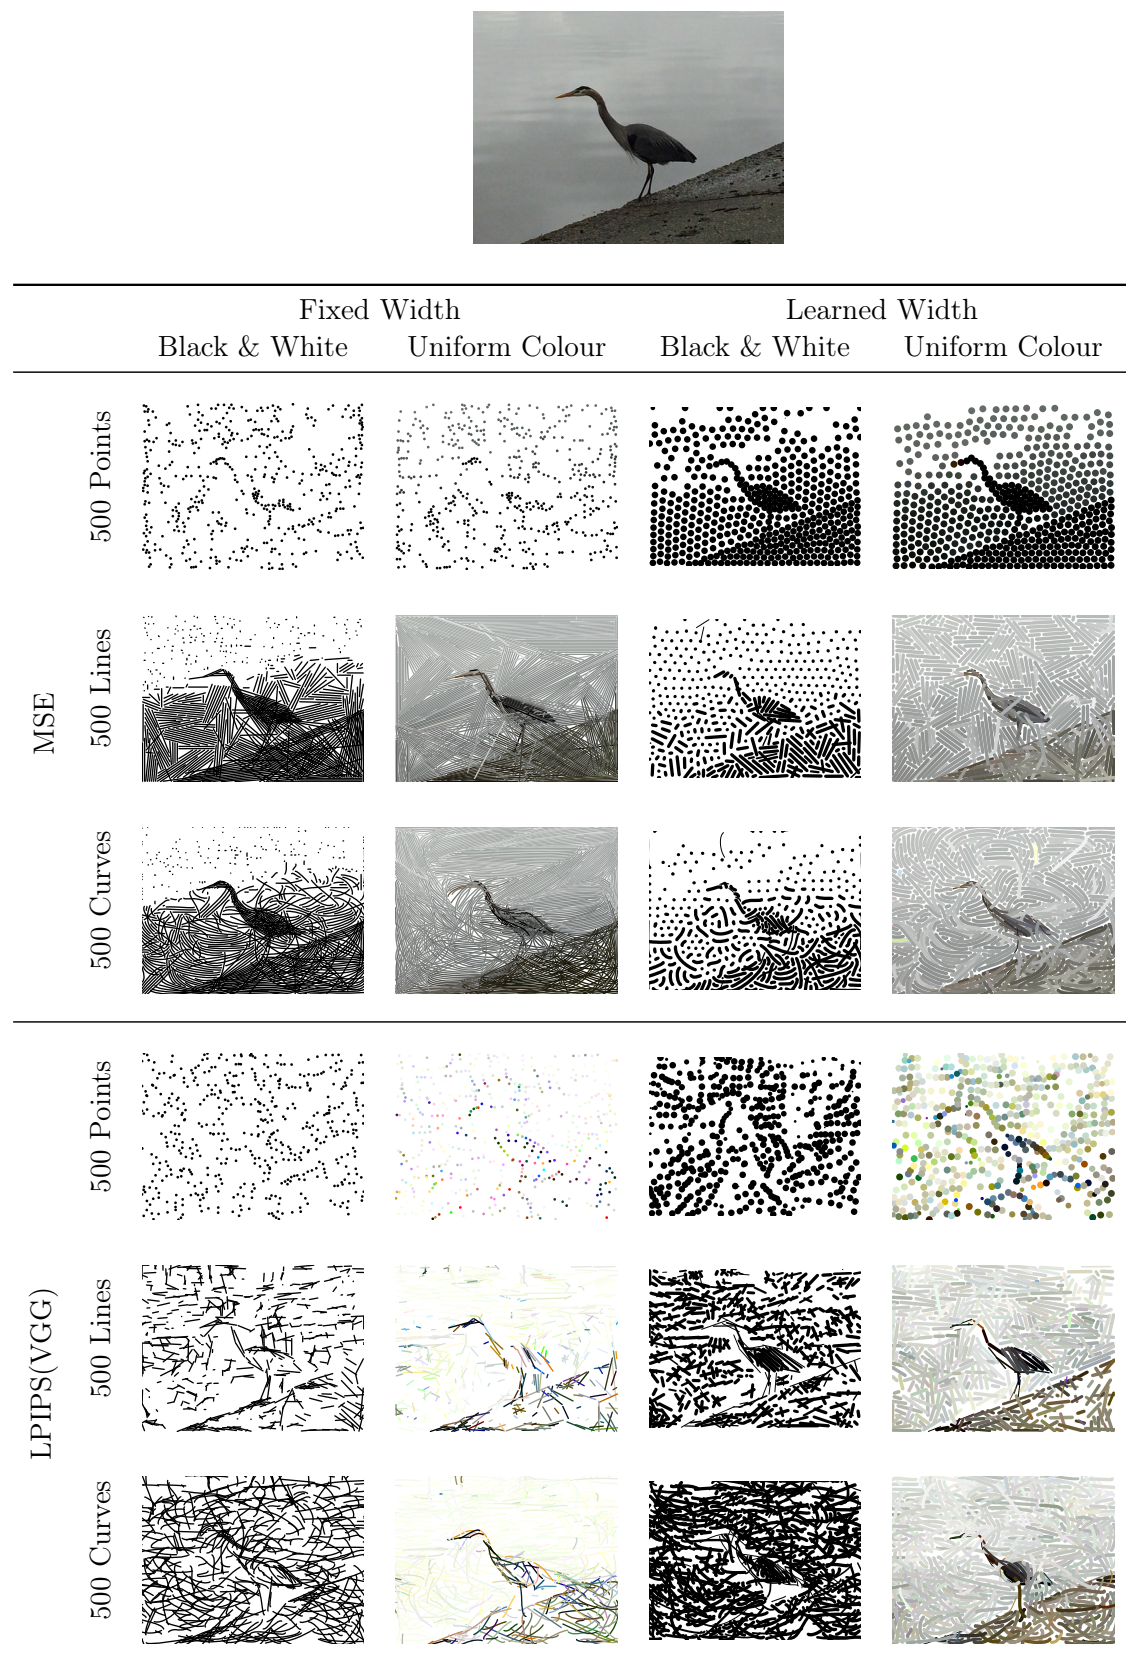 Fixed Width Learned Width
Black & White Uniform Colour Black & White Uniform Colour
MSE
500 Points
500 Lines
500 Curves
LPIPS(VGG)
500 Points
500 Lines
500 Curves